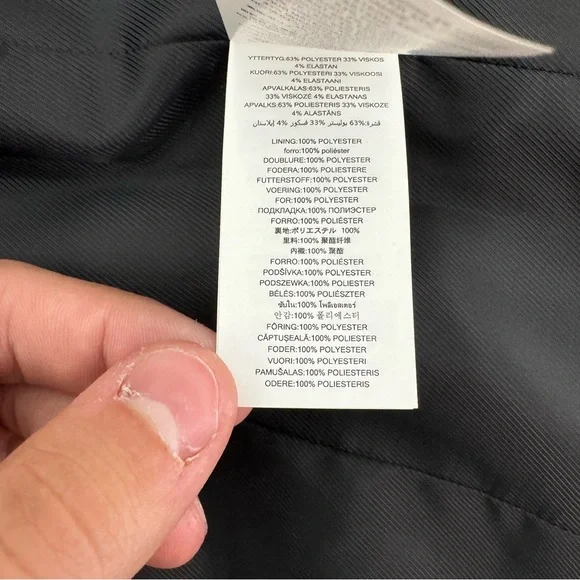 YTTERTYG:63% POLYESTER 33% VISKOS
4% ELASTAN
KUORI:63% POLYESTERI 33% VISKOOSI
4% ELASTAANI
APVALKALAS:63% POLIESTERIS
33% VISKOZĖ 4% ELASTANAS
APVALKS:63% POLIESTERIS 33% VISKOZE
4% ALASTĀNS
قشرة:63% بوليستر 33% فسكوز 4% إيلاستان
LINING:100% POLYESTER
forro:100% poliéster
DOUBLURE:100% POLYESTER
FODERA:100% POLIESTERE
FUTTERSTOFF:100% POLYESTER
VOERING:100% POLYESTER
FOR:100% POLYESTER
ПОДКЛАДКА:100% ПОЛИЭСТЕР
FORRO:100% POLIÉSTER
裏地:ポリエステル 100%
里料:100% 聚酯纤维
內襯:100% 聚酯
FORRO:100% POLIÉSTER
PODŠÍVKA:100% POLYESTER
PODSZEWKA:100% POLIESTER
BÉLÉS:100% POLIÉSZTER
ซับใน:100% โพลีเอสเตอร์
안감:100% 폴리에스터
FÔRING:100% POLYESTER
CĂPTUŞEALĂ:100% POLIESTER
FODER:100% POLYESTER
VUORI:100% POLYESTERI
PAMUŠALAS:100% POLIESTERIS
ODERE:100% POLIESTERIS